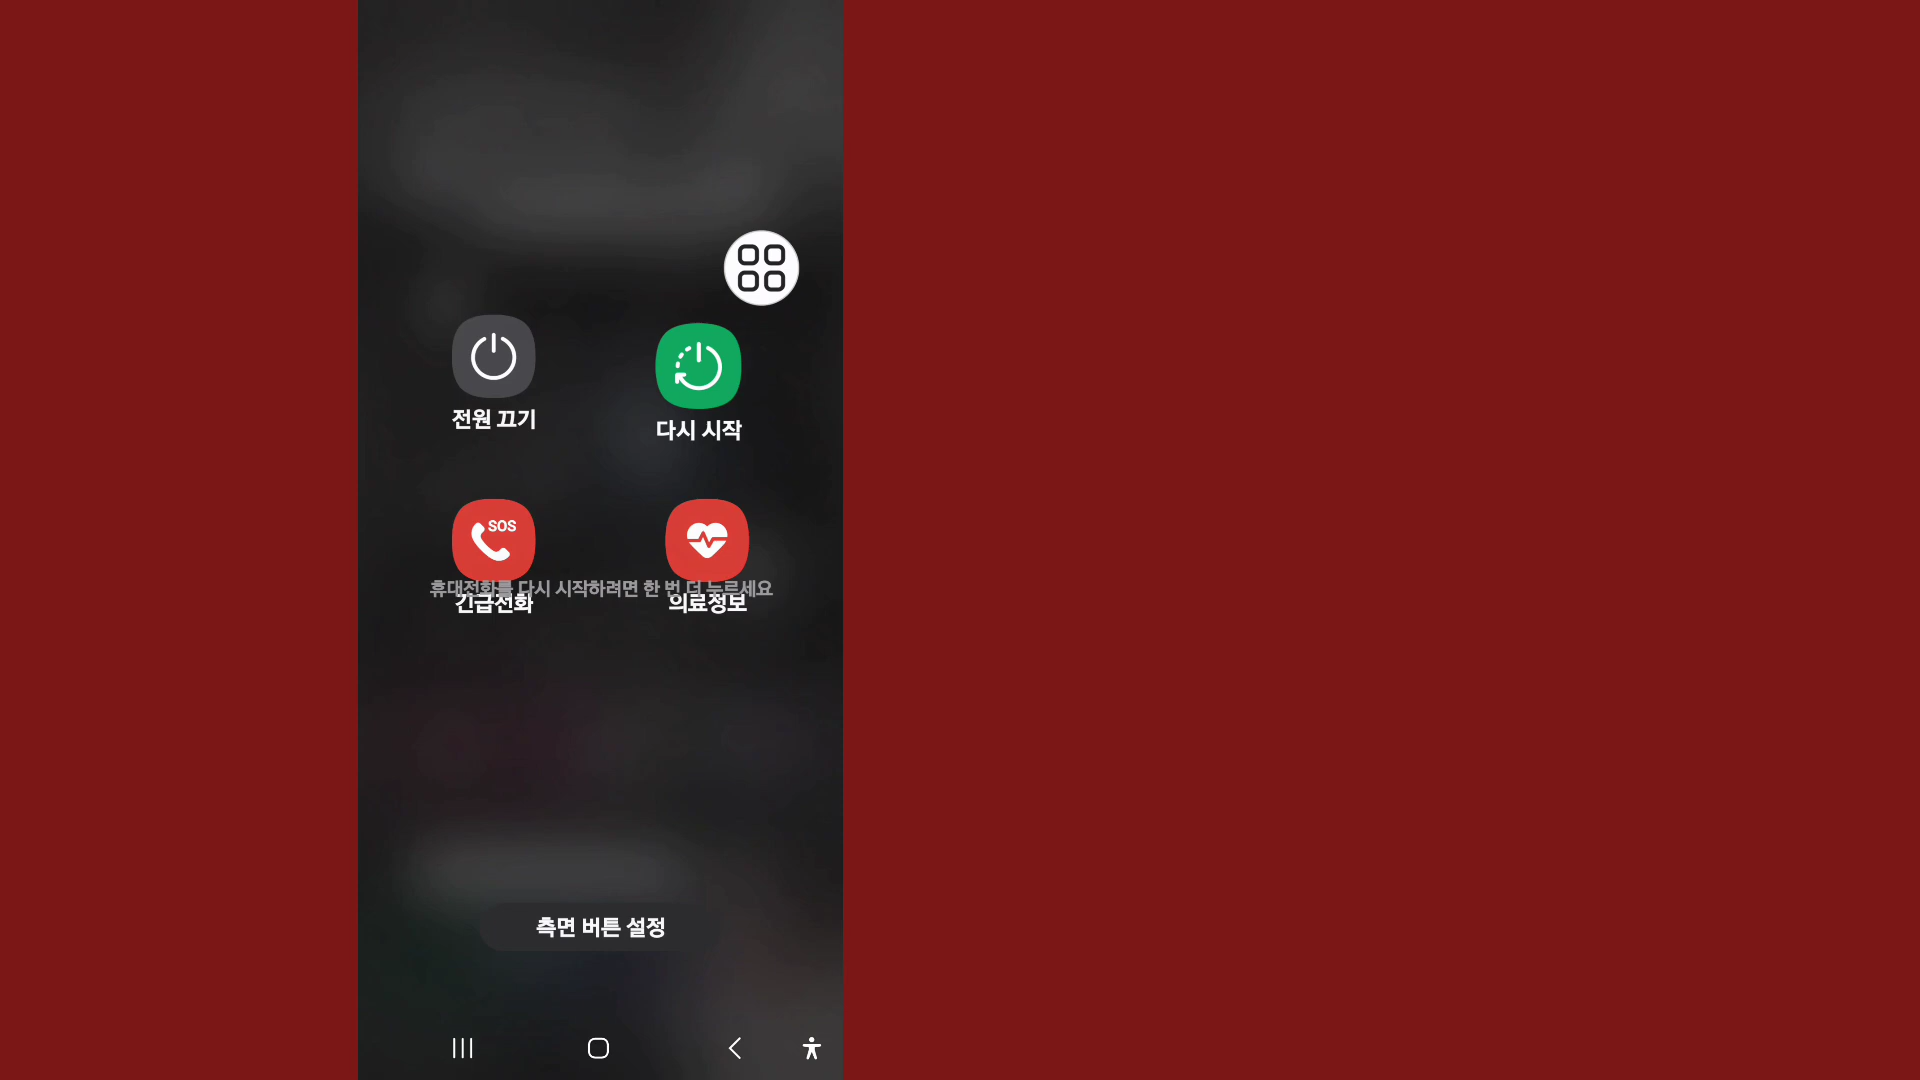 전원 끄기
다시 시작
SOS
휴대전화를 다시 시작하려면 한 번 더 누르세요
긴급전화
의료정보
측면 버튼 설정